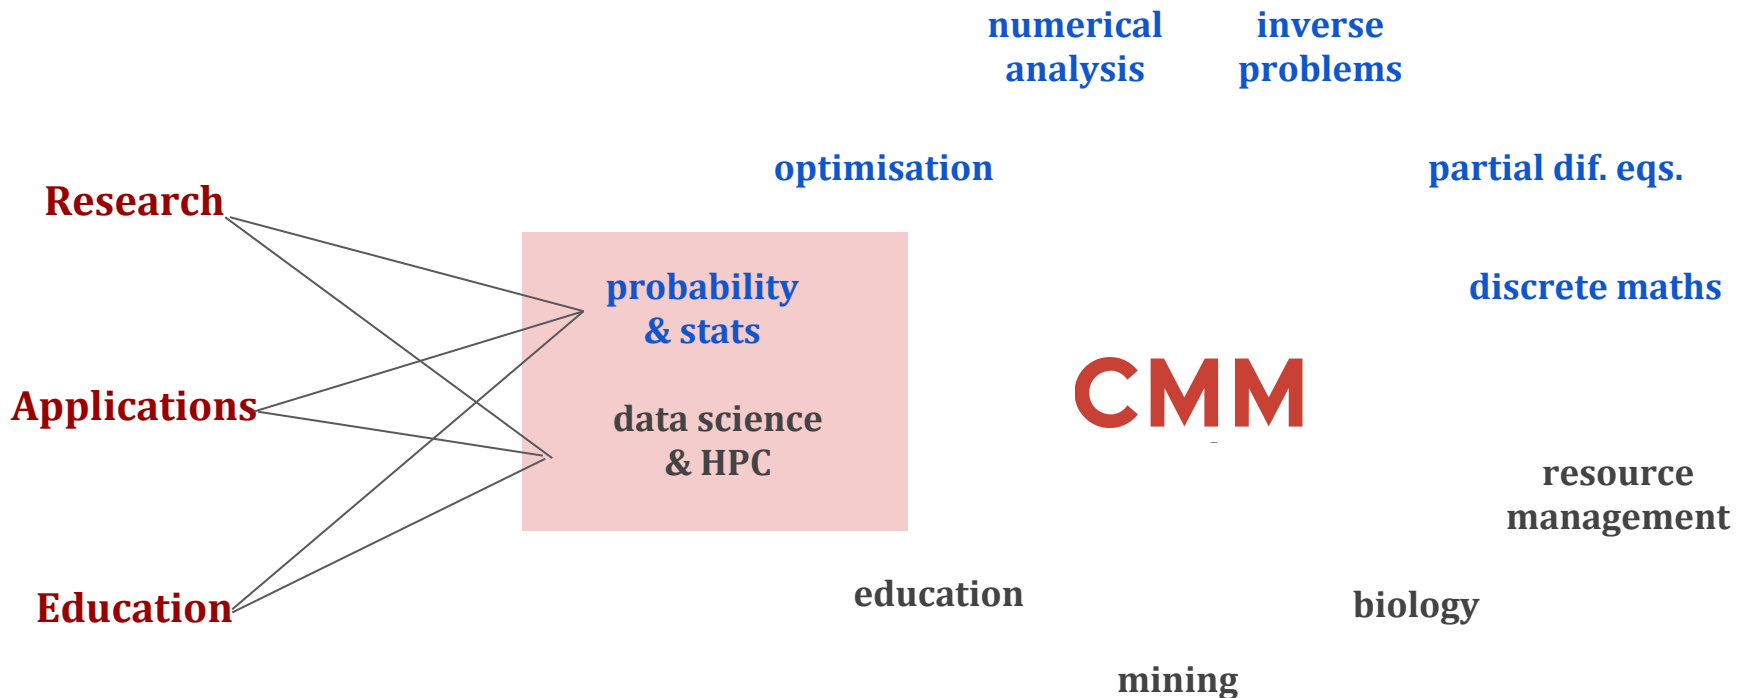 numerical
analysis
inverse
problems
optimisation
partial dif. eqs.
Research
probability
& stats
discrete maths
Applications
data science
& HPC
CMM
resource
management
Education
education
biology
mining